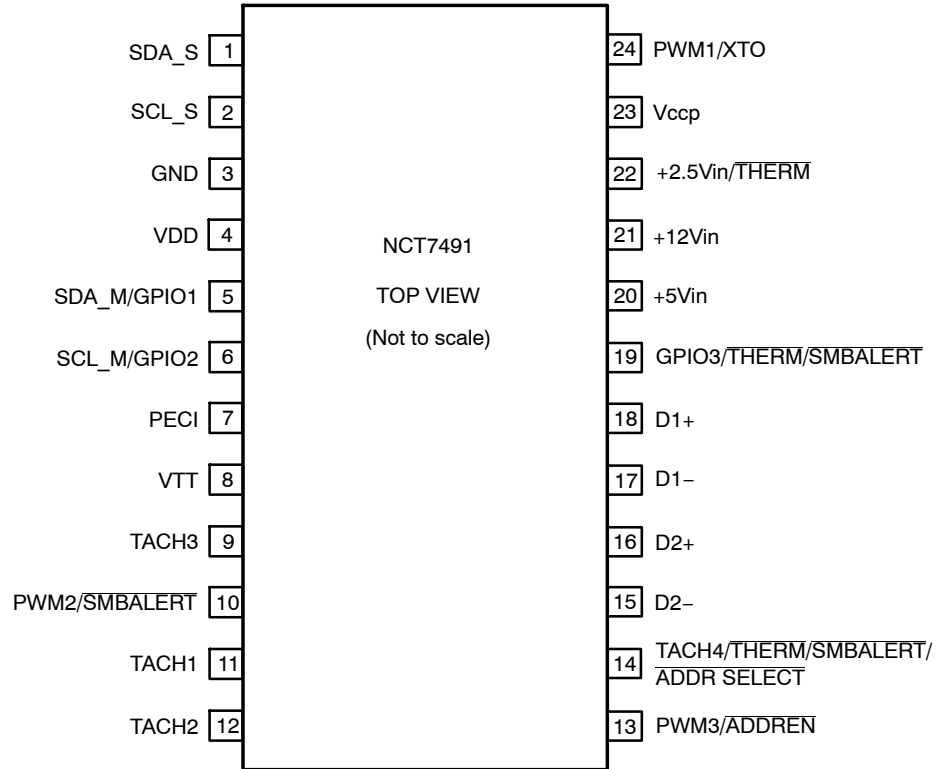 SDA_S 1
SCL_S 2
GND 3
VDD 4
SDA_M/GPIO1 5
SCL_M/GPIO2 6
PECI 7
VTT 8
TACH3 9
PWM2/SMBALERT 10
TACH1 11
TACH2 12
NCT7491
TOP VIEW
(Not to scale)
24 PWM1/XTO
23 Vccp
22 +2.5Vin/THERM
21 +12Vin
20 +5Vin
19 GPIO3/THERM/SMBALERT
18 D1+
17 D1−
16 D2+
15 D2−
14 TACH4/THERM/SMBALERT/
ADDR SELECT
13 PWM3/ADDREN